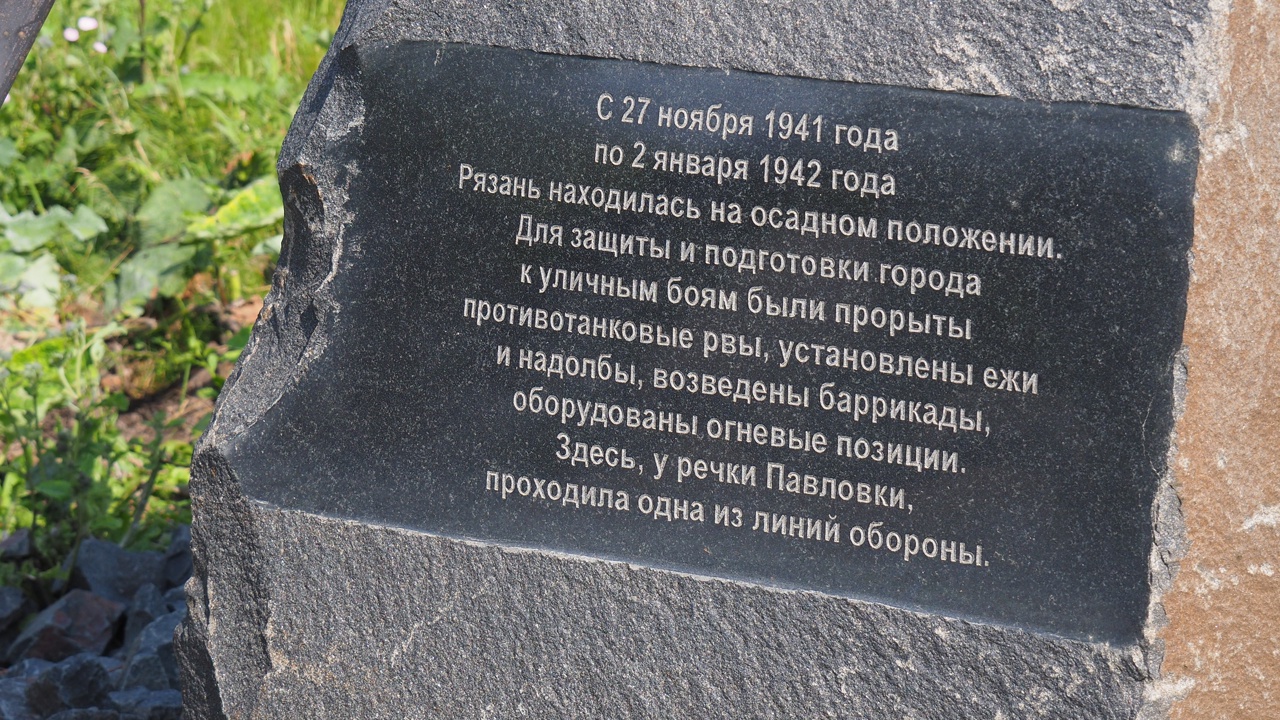 С 27 ноября 1941 года
по 2 января 1942 года
Рязань находилась на осадном положении.
Для защиты и подготовки города
к уличным боям были прорыты
противотанковые рвы, установлены ежи
и надолбы, возведены баррикады,
оборудованы огневые позиции.
Здесь, у речки Павловки,
проходила одна из линий обороны.